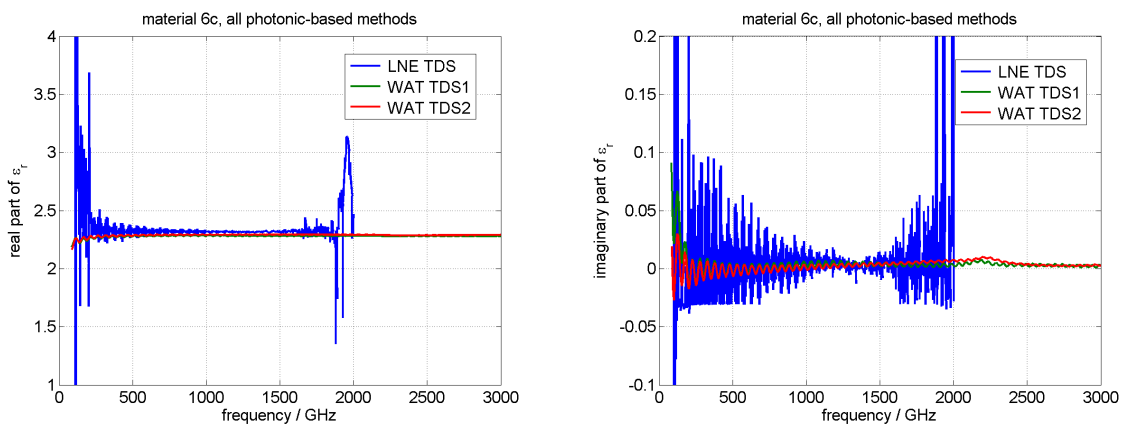 material 6c, all photonic-based methods
4
3.5
3
2.5
2
1.5
1
real part of εr
LNE TDS
WAT TDS1
WAT TDS2
0 500 1000 1500 2000 2500 3000
frequency / GHz
material 6c, all photonic-based methods
0.2
0.15
0.1
0.05
0
-0.05
-0.1
imaginary part of εr
LNE TDS
WAT TDS1
WAT TDS2
0 500 1000 1500 2000 2500 3000
frequency / GHz